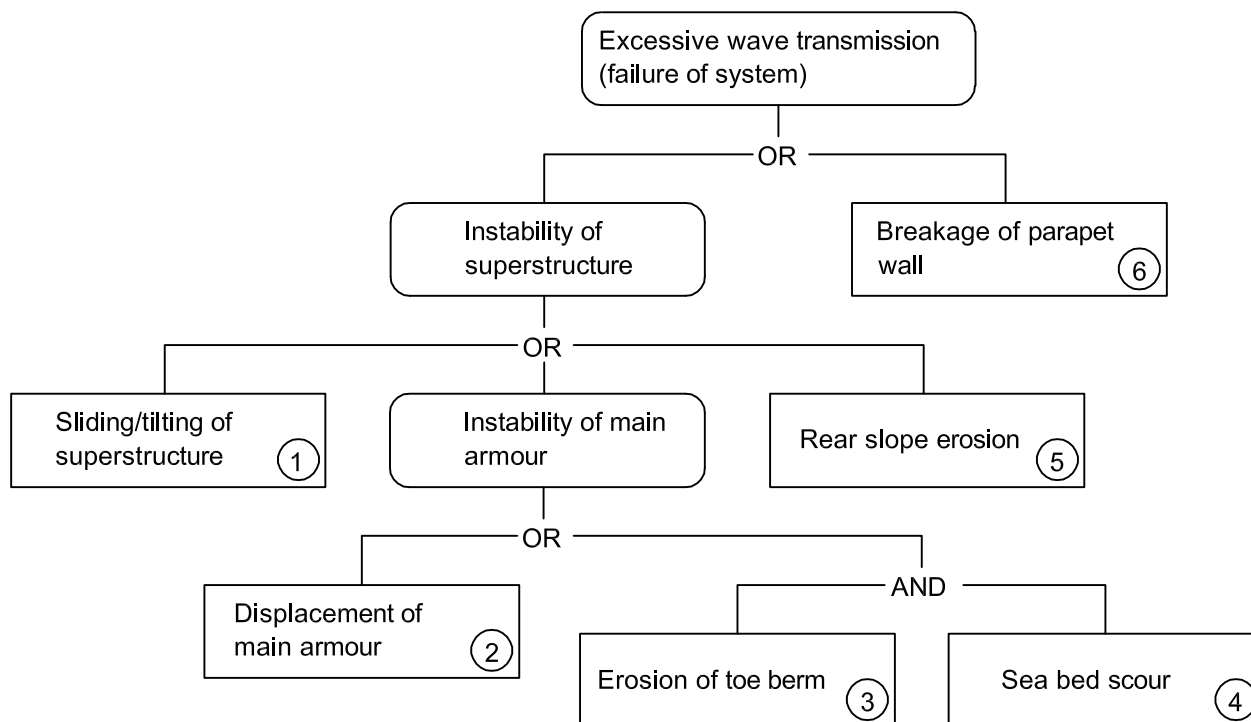 Excessive wave transmission
(failure of system)
OR
Instability of
superstructure
Breakage of parapet
wall
6
OR
Sliding/tilting of
superstructure
1
Instability of main
armour
Rear slope erosion
5
OR
Displacement of
main armour
2
AND
Erosion of toe berm
3
Sea bed scour
4